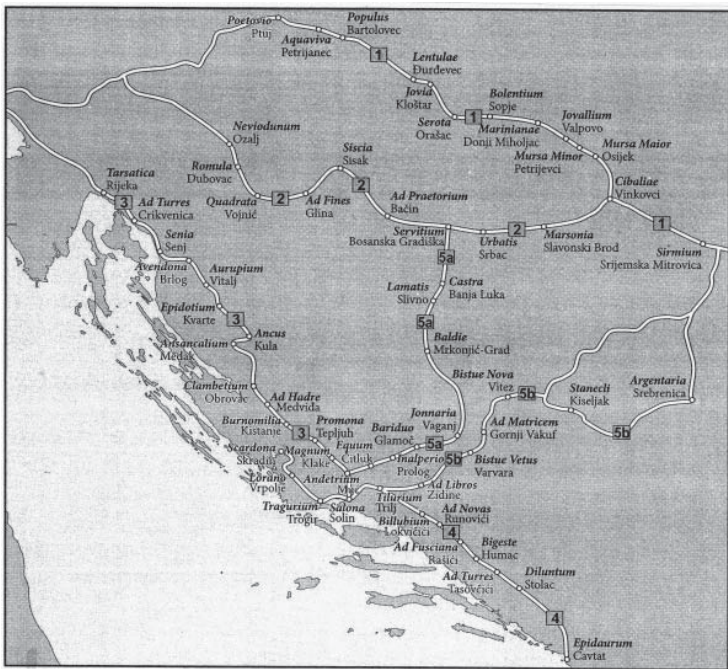 Poetovio
Ptuj
Populus
Bartolovec
Aquaviva
Petrijanec
1
Lentulae
Đurđevec
Jovia
Kloštar
Bolentium
Sopje
1
Serota
Orašac
Marinianae
Donji Miholjac
Jovallium
Valpovo
Mursa Minor
Petrijevci
Mursa Maior
Osijek
Cibaliae
Vinkovci
1
Sirmium
Srijemska Mitrovica
Neviodunum
Ozalj
Romula
Dubovac
Quadrata
Vojnić
2
Ad Fines
Glina
Siscia
Sisak
2
Ad Praetorium
Bačin
Servitium
Bosanska Gradiška
Urbatis
Srbac
2
Marsonia
Slavonski Brod
Tarsatica
Rijeka
3
Ad Turres
Crikvenica
Senia
Senj
Avendona
Brlog
Aurupium
Vitalj
Epidotium
Kvarte
3
Ancus
Kula
Ansancalium
Medak
Clambetium
Obrovac
Ad Hadre
Medviđa
Burnomilia
Kistanje
3
Promona
Tepljuh
Scardona
Skradin
Magnum
Kljake
Equum
Čitluk
Lorano
Vrpolje
Andetrium
Muć
Tragurium
Trogir
Salona
Solin
5a
Castra
Banja Luka
Lamatis
Slivno
5a
Baldie
Mrkonjić-Grad
Jonnaria
Vaganj
Bariduo
Glamoč
5a
Inalperio
Prolog
Bistue Nova
Vitez
5b
Stanecli
Kiseljak
Argentaria
Srebrenica
5b
Ad Matricem
Gornji Vakuf
5b
Bistue Vetus
Varvara
Ad Libros
Zidine
Tilurium
Trilj
Billubium
Lokvičići
Ad Novas
Runovići
4
Ad Fusciana
Rašići
Bigeste
Humac
Ad Turres
Tasovčići
Diluntum
Stolac
4
Epidaurum
Cavtat